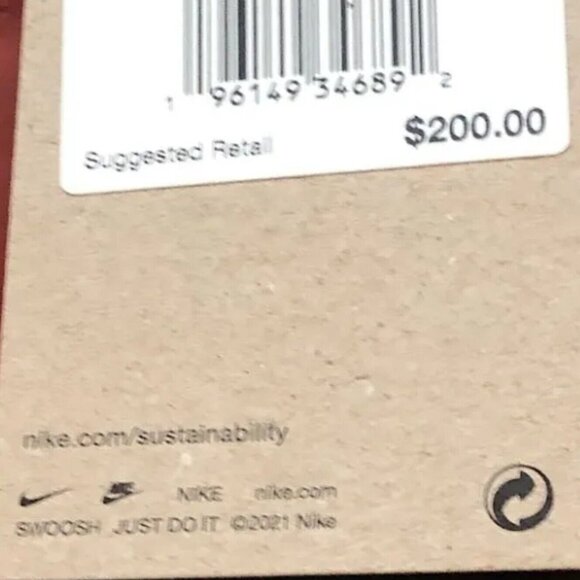 1 96149 34689 2
Suggested Retail $200.00
nike.com/sustainability
NIKE nike.com
SWOOSH JUST DO IT ©2021 Nike